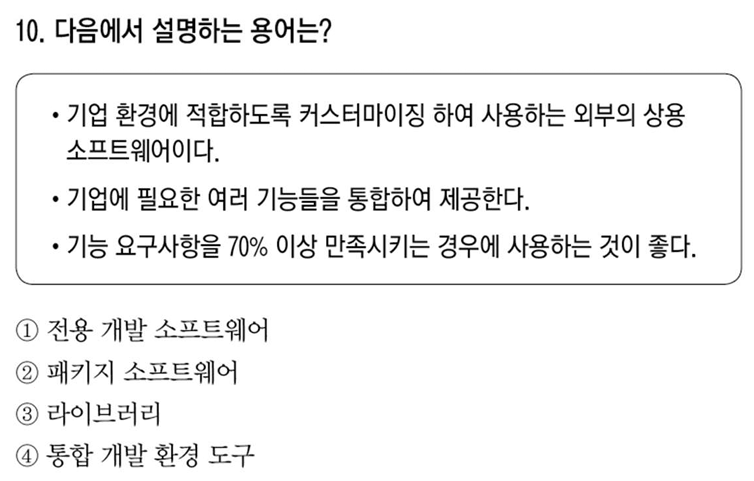 10. 다음에서 설명하는 용어는?
• 기업 환경에 적합하도록 커스터마이징 하여 사용하는 외부의 상용
소프트웨어이다.
• 기업에 필요한 여러 기능들을 통합하여 제공한다.
• 기능 요구사항을 70% 이상 만족시키는 경우에 사용하는 것이 좋다.
① 전용 개발 소프트웨어
② 패키지 소프트웨어
③ 라이브러리
④ 통합 개발 환경 도구